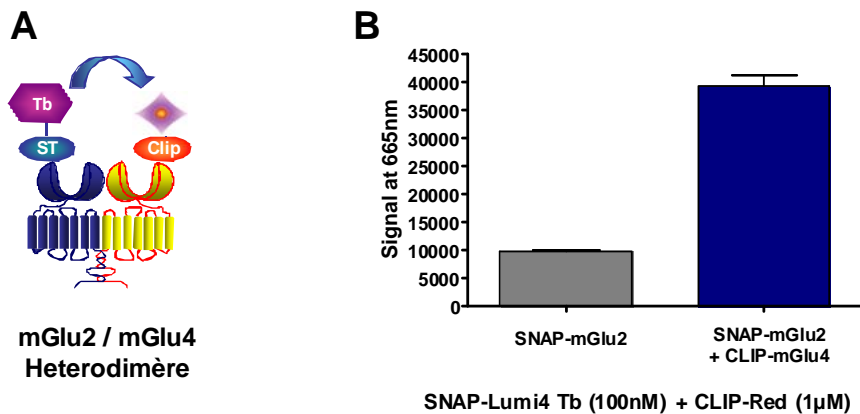 A
Tb
ST
Clip
mGlu2 / mGlu4
Heterodimère
B
Signal at 665nm
45000
40000
35000
30000
25000
20000
15000
10000
5000
0
SNAP-mGlu2
SNAP-mGlu2
+ CLIP-mGlu4
SNAP-Lumi4 Tb (100nM) + CLIP-Red (1µM)